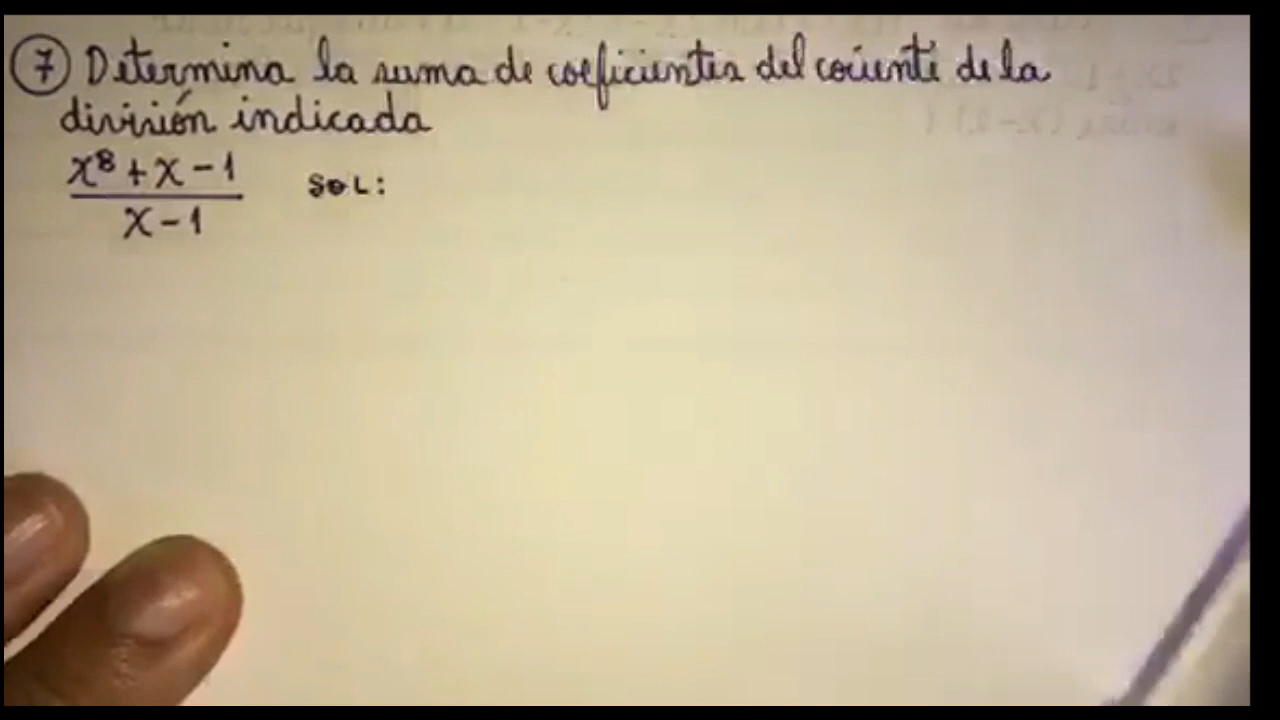 7 Determina la suma de coeficientes del cociente de la
división indicada
x⁸ + x - 1 SOL:
x - 1